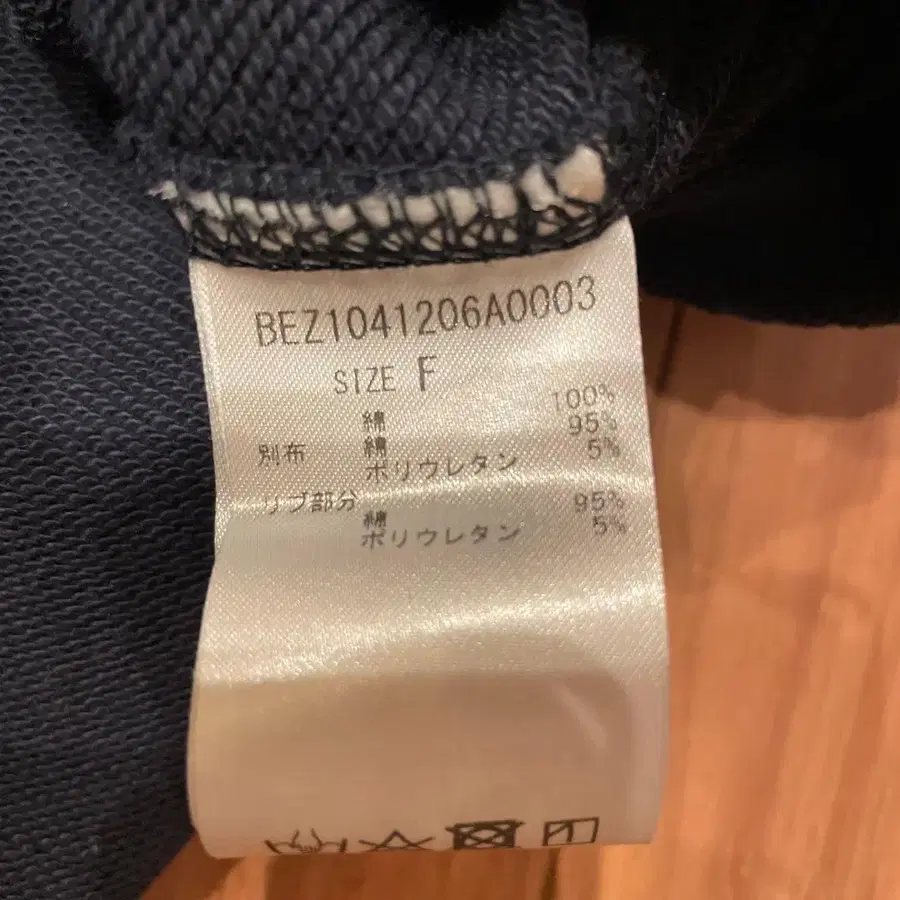 BEZ1041206A0003
SIZE F
綿 100%
別布 綿 95%
ポリウレタン 5%
リブ部分
綿 95%
ポリウレタン 5%